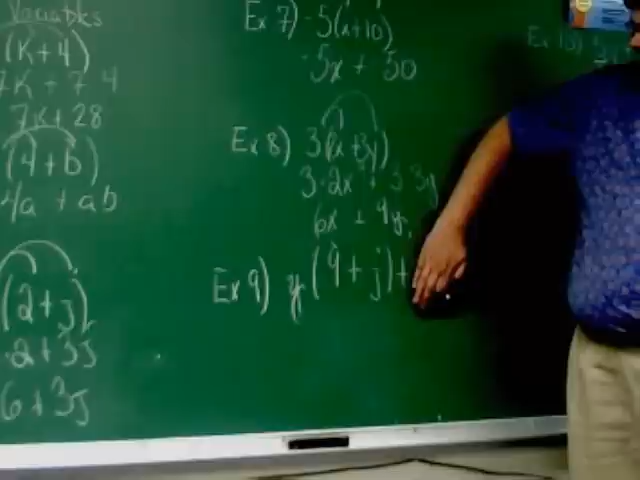 Variables
(K+4)
7K + 7 4
7K+28
(4+b)
4a + ab
(2+j)
2+3j
6+3j
Ex 7) -5(x+10)
-5x + 50
Ex 8) 3(2x+3y)
3·2x + 3·3y
6x + 9y
Ex 9) y(9+j)+
Ex 10)